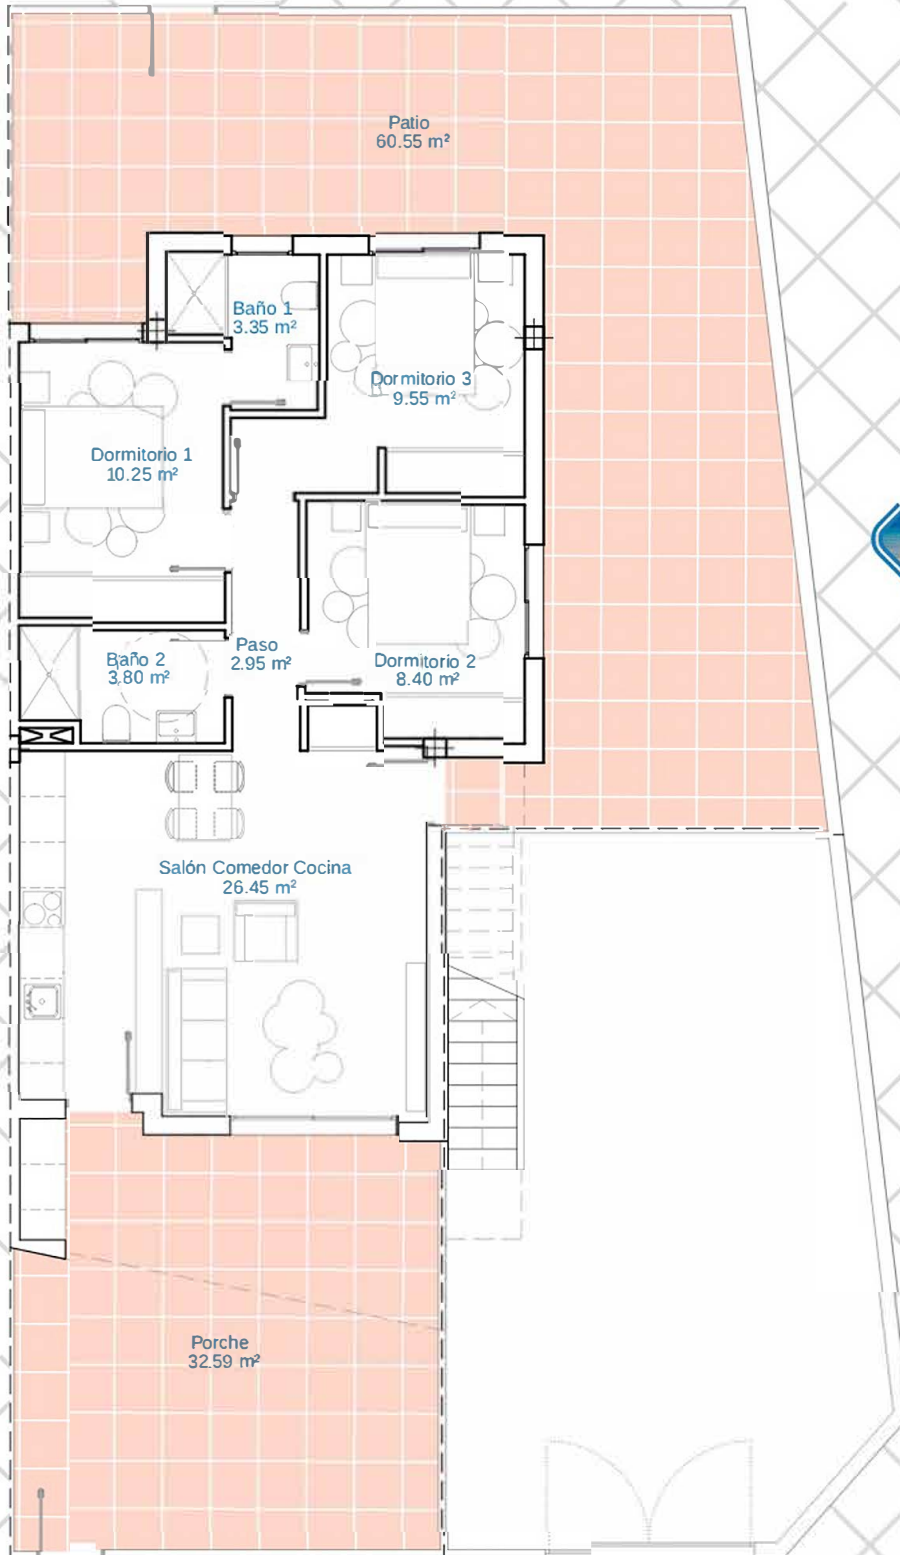 Patio
60.55 m²
Baño 1
3.35 m²
Dormitorio 3
9.55 m²
Dormitorio 1
10.25 m²
Paso
2.95 m²
Baño 2
3.80 m²
Dormitorio 2
8.40 m²
Salón Comedor Cocina
26.45 m²
Porche
32.59 m²